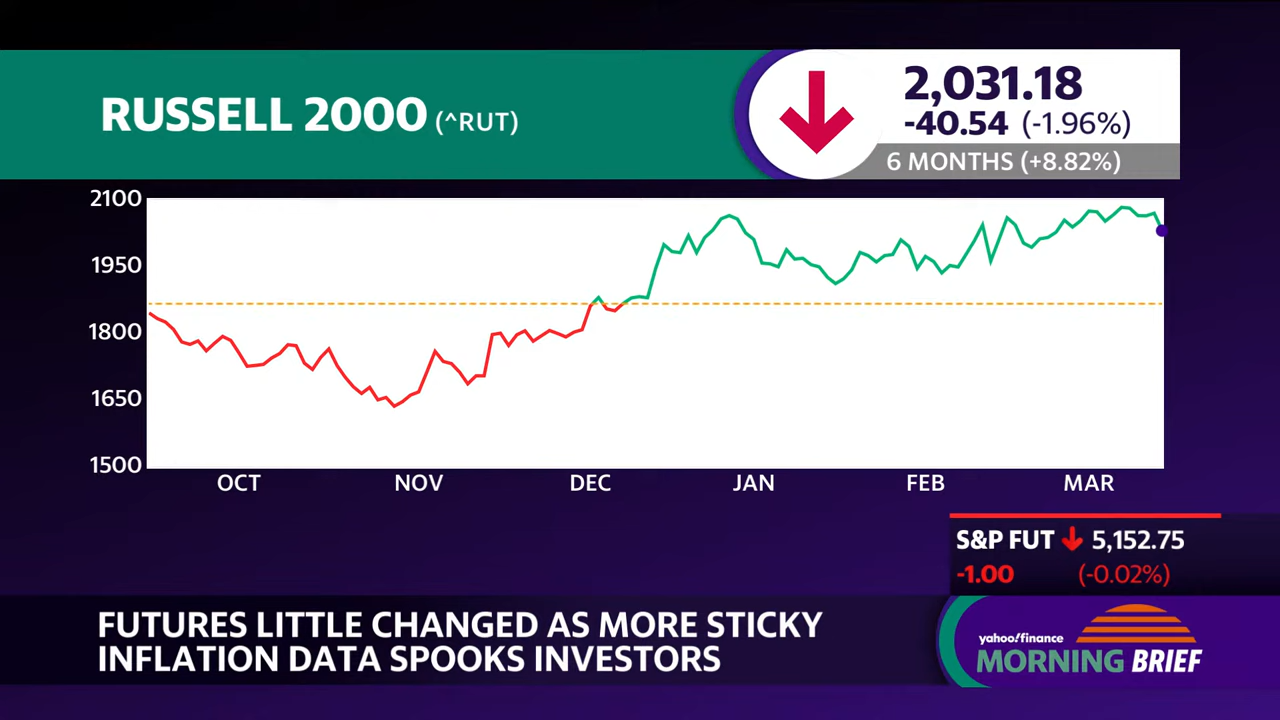 RUSSELL 2000 (^RUT)
2,031.18
-40.54 (-1.96%)
6 MONTHS (+8.82%)
2100
1950
1800
1650
1500
OCT NOV DEC JAN FEB MAR
S&P FUT 5,152.75
-1.00 (-0.02%)
FUTURES LITTLE CHANGED AS MORE STICKY
INFLATION DATA SPOOKS INVESTORS
yahoo!finance
MORNING BRIEF